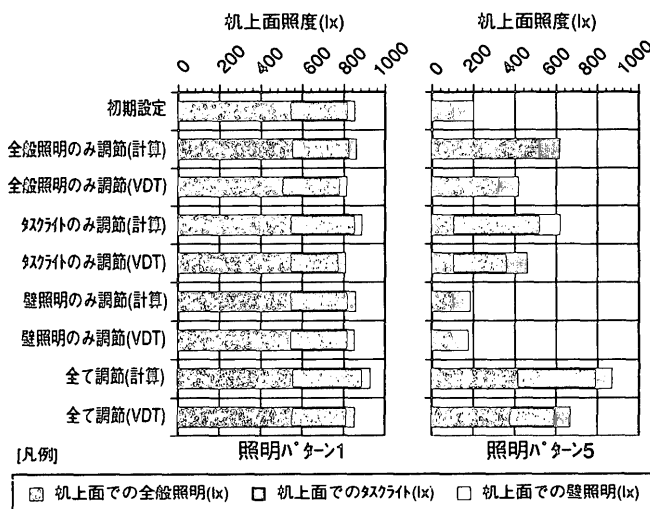 机上面照度(lx) 机上面照度(lx)
0 200 400 600 800 1000 0 200 400 600 800 1000
初期設定
全般照明のみ調節(計算)
全般照明のみ調節(VDT)
タスクライトのみ調節(計算)
タスクライトのみ調節(VDT)
壁照明のみ調節(計算)
壁照明のみ調節(VDT)
全て調節(計算)
全て調節(VDT)
[凡例] 照明パターン1 照明パターン5
机上面での全般照明(lx) 机上面でのタスクライト(lx) 机上面での壁照明(lx)